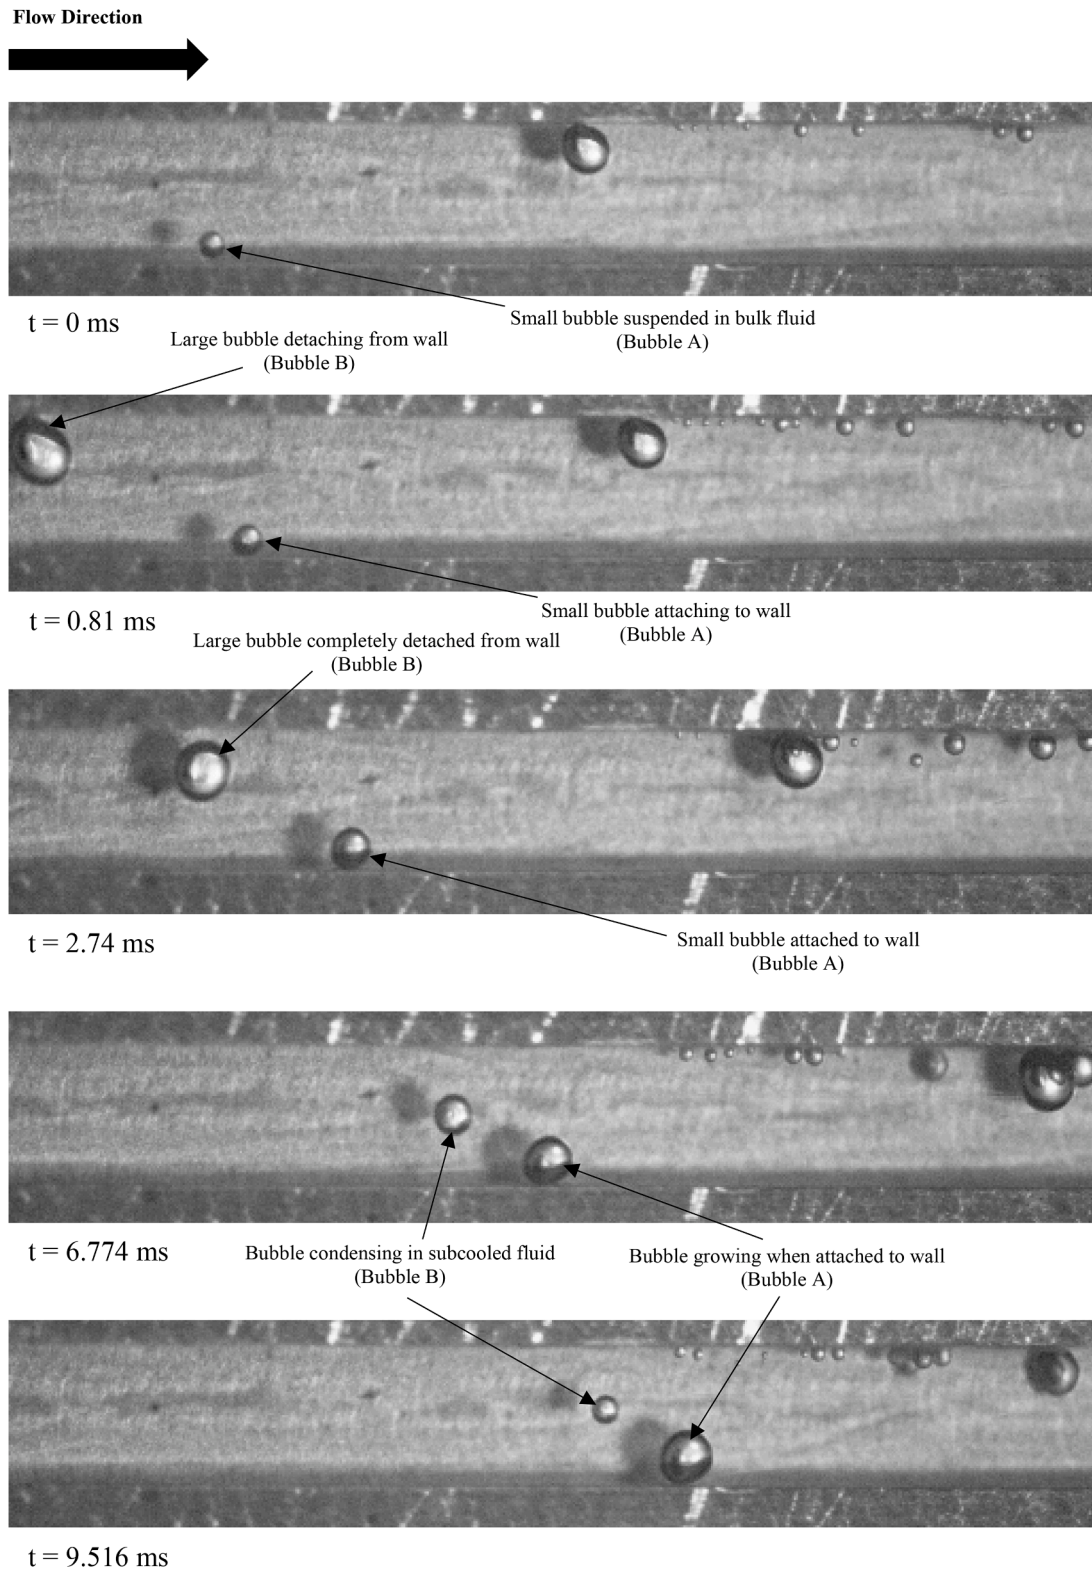 Flow Direction
t = 0 ms
Small bubble suspended in bulk fluid
(Bubble A)
Large bubble detaching from wall
(Bubble B)
t = 0.81 ms
Small bubble attaching to wall
(Bubble A)
Large bubble completely detached from wall
(Bubble B)
t = 2.74 ms
Small bubble attached to wall
(Bubble A)
t = 6.774 ms
Bubble condensing in subcooled fluid
(Bubble B)
Bubble growing when attached to wall
(Bubble A)
t = 9.516 ms